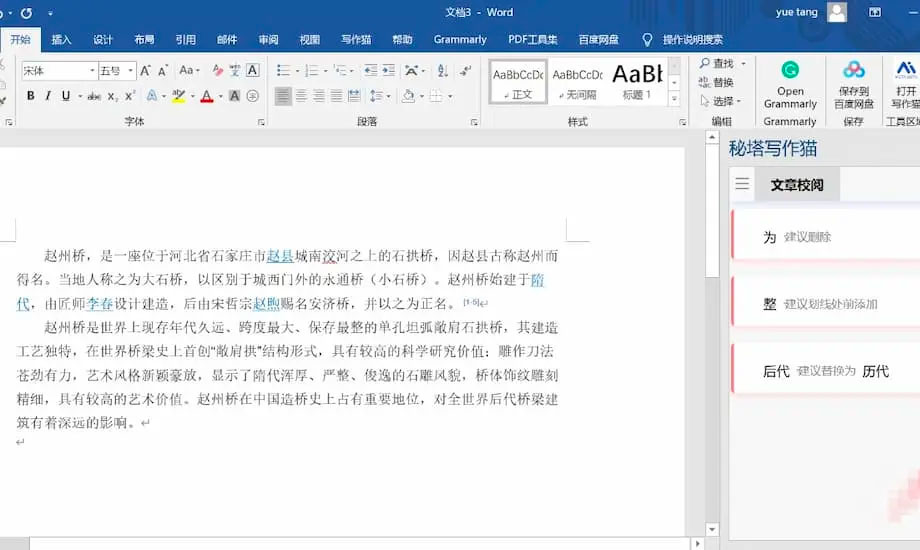 文档3 - Word
yue tang
开始 插入 设计 布局 引用 邮件 审阅 视图 写作猫 帮助 Grammarly PDF工具集 百度网盘 操作说明搜索
宋体 五号 A A Aa A
B I U abc x₂ x² A A A
字体
段落
AaBbCcDc AaBbCcDc AaBb
正文 无间隔 标题 1
样式
查找
替换
选择
编辑
Open
Grammarly
Grammarly
保存到
百度网盘
保存
打开
写作猫
工具区域
秘塔写作猫
文章校阅
为 建议删除
整 建议划线处前添加
后代 建议替换为 历代
赵州桥，是一座位于河北省石家庄市赵县城南洨河之上的石拱桥，因赵县古称赵州而
得名。当地人称之为大石桥，以区别于城西门外的永通桥（小石桥）。赵州桥始建于隋
代，由匠师李春设计建造，后由宋哲宗赵煦赐名安济桥，并以之为正名。[1-5]
赵州桥是世界上现存年代久远、跨度最大、保存最整的单孔坦弧敞肩石拱桥，其建造
工艺独特，在世界桥梁史上首创“敞肩拱”结构形式，具有较高的科学研究价值；雕作刀法
苍劲有力，艺术风格新颖豪放，显示了隋代浑厚、严整、俊逸的石雕风貌，桥体饰纹雕刻
精细，具有较高的艺术价值。赵州桥在中国造桥史上占有重要地位，对全世界后代桥梁建
筑有着深远的影响。